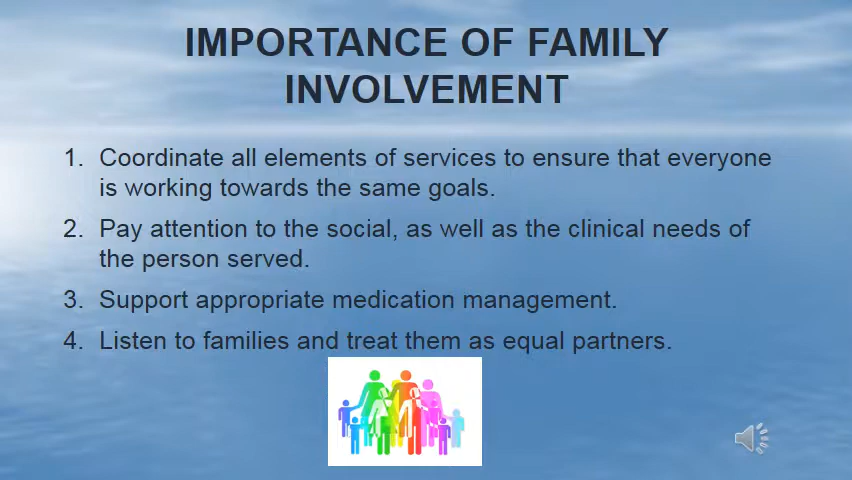 IMPORTANCE OF FAMILY
INVOLVEMENT
1. Coordinate all elements of services to ensure that everyone
is working towards the same goals.
2. Pay attention to the social, as well as the clinical needs of
the person served.
3. Support appropriate medication management.
4. Listen to families and treat them as equal partners.